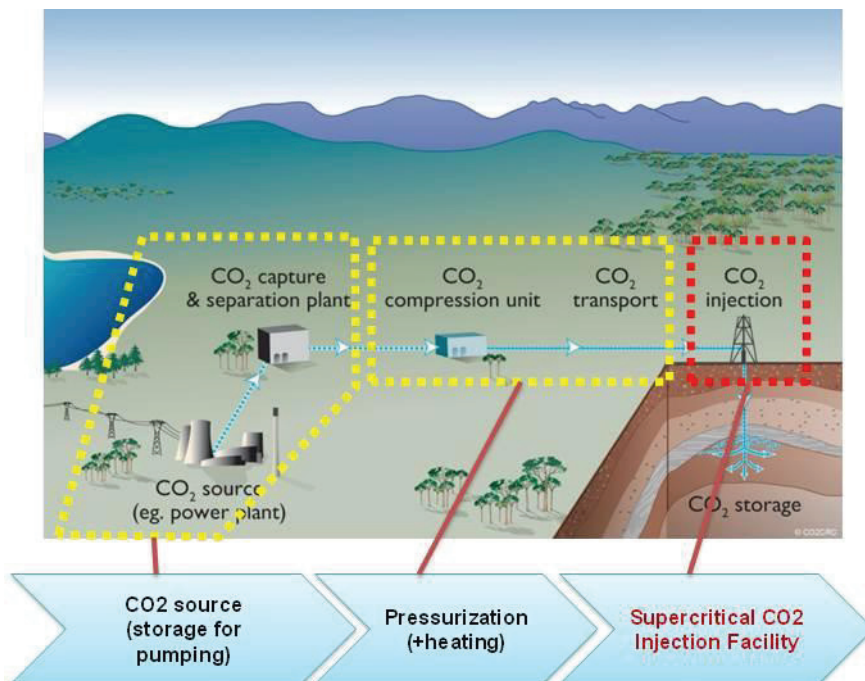 CO₂ capture
& separation plant
CO₂
compression unit
CO₂
transport
CO₂
injection
CO₂ source
(eg. power plant)
CO₂ storage
© CO2CRC
CO2 source
(storage for
pumping)
Pressurization
(+heating)
Supercritical CO2
Injection Facility